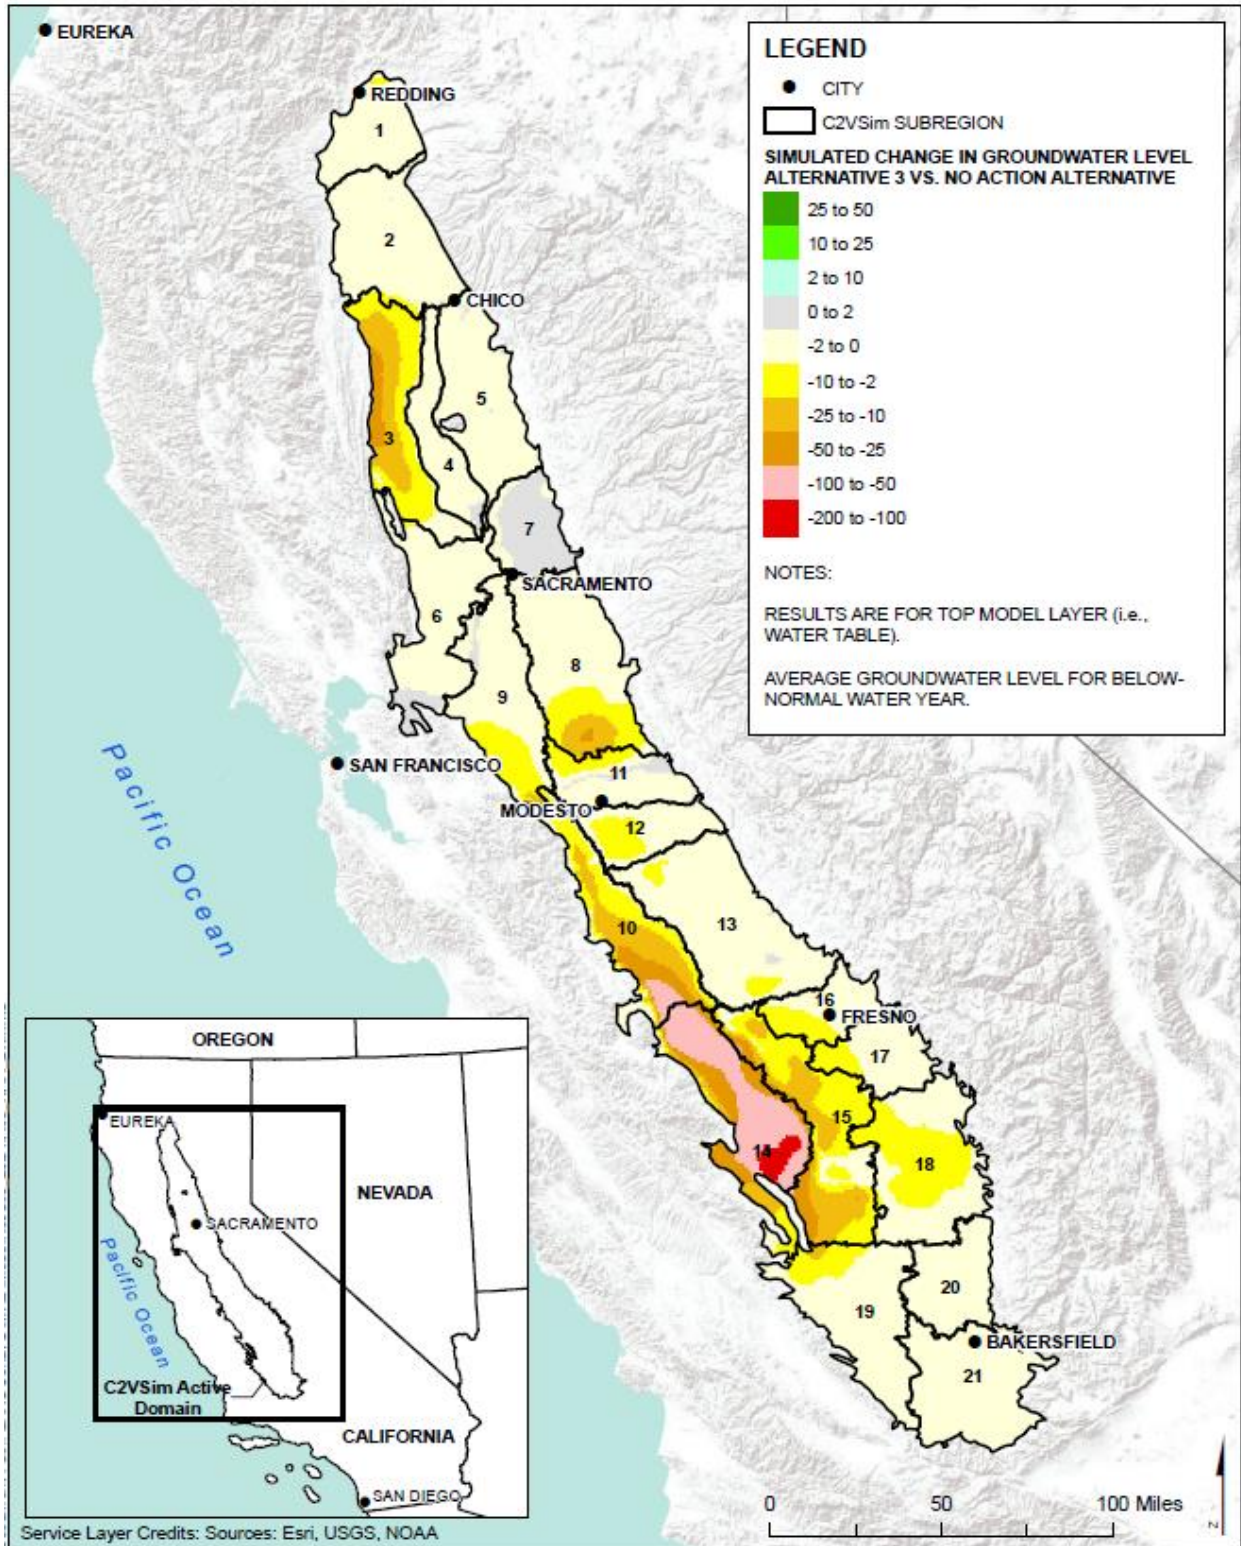 EUREKA
REDDING
1
2
CHICO
5
3
4
7
SACRAMENTO
6
8
9
SAN FRANCISCO
11
MODESTO
12
10
13
16
FRESNO
17
15
14
18
19
20
BAKERSFIELD
21
Pacific Ocean
LEGEND
CITY
C2VSim SUBREGION
SIMULATED CHANGE IN GROUNDWATER LEVEL
ALTERNATIVE 3 VS. NO ACTION ALTERNATIVE
25 to 50
10 to 25
2 to 10
0 to 2
-2 to 0
-10 to -2
-25 to -10
-50 to -25
-100 to -50
-200 to -100
NOTES:
RESULTS ARE FOR TOP MODEL LAYER (i.e.,
WATER TABLE).
AVERAGE GROUNDWATER LEVEL FOR BELOW-
NORMAL WATER YEAR.
OREGON
EUREKA
NEVADA
SACRAMENTO
Pacific Ocean
C2VSim Active
Domain
CALIFORNIA
SAN DIEGO
0 50 100 Miles
N
Service Layer Credits: Sources: Esri, USGS, NOAA